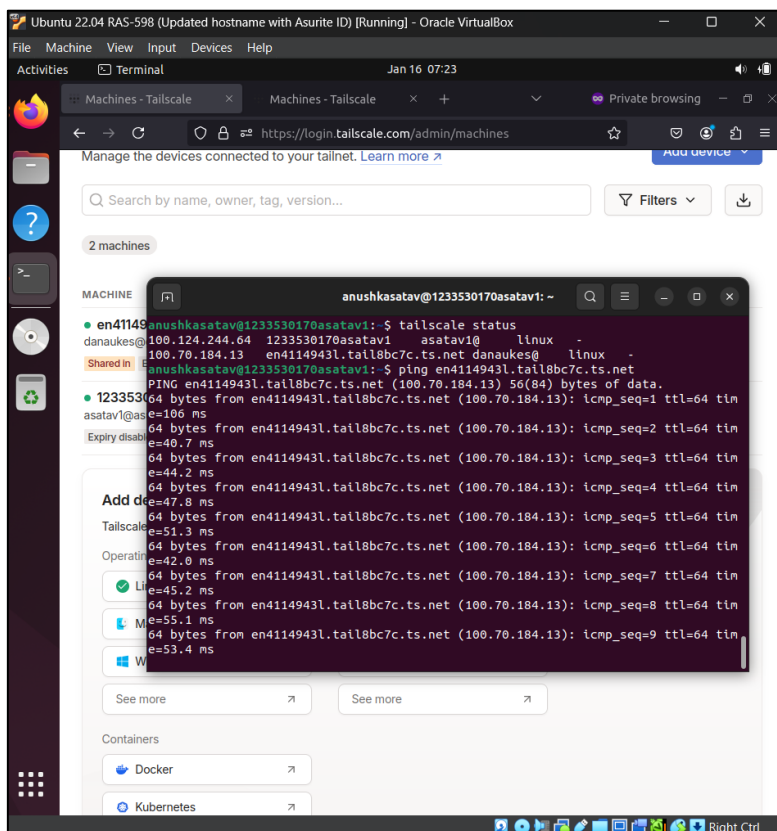 Ubuntu 22.04 RAS-598 (Updated hostname with Asurite ID) [Running] - Oracle VirtualBox
File Machine View Input Devices Help
Activities Terminal Jan 16 07:23
Machines - Tailscale Machines - Tailscale Private browsing
https://login.tailscale.com/admin/machines
Manage the devices connected to your tailnet. Learn more
Add device
Search by name, owner, tag, version...
Filters
2 machines
MACHINE
en41149
danaukes@
Shared in
123353
asatav1@as
Expiry disabl
anushkasatav@1233530170asatav1: ~
anushkasatav@1233530170asatav1:~$ tailscale status
100.124.244.64 1233530170asatav1 asatav1@ linux -
100.70.184.13 en4114943l.tail8bc7c.ts.net danaukes@ linux -
anushkasatav@1233530170asatav1:~$ ping en4114943l.tail8bc7c.ts.net
PING en4114943l.tail8bc7c.ts.net (100.70.184.13) 56(84) bytes of data.
64 bytes from en4114943l.tail8bc7c.ts.net (100.70.184.13): icmp_seq=1 ttl=64 tim
e=106 ms
64 bytes from en4114943l.tail8bc7c.ts.net (100.70.184.13): icmp_seq=2 ttl=64 tim
e=40.7 ms
64 bytes from en4114943l.tail8bc7c.ts.net (100.70.184.13): icmp_seq=3 ttl=64 tim
e=44.2 ms
64 bytes from en4114943l.tail8bc7c.ts.net (100.70.184.13): icmp_seq=4 ttl=64 tim
e=47.8 ms
64 bytes from en4114943l.tail8bc7c.ts.net (100.70.184.13): icmp_seq=5 ttl=64 tim
e=51.3 ms
64 bytes from en4114943l.tail8bc7c.ts.net (100.70.184.13): icmp_seq=6 ttl=64 tim
e=42.0 ms
64 bytes from en4114943l.tail8bc7c.ts.net (100.70.184.13): icmp_seq=7 ttl=64 tim
e=45.2 ms
64 bytes from en4114943l.tail8bc7c.ts.net (100.70.184.13): icmp_seq=8 ttl=64 tim
e=55.1 ms
64 bytes from en4114943l.tail8bc7c.ts.net (100.70.184.13): icmp_seq=9 ttl=64 tim
e=53.4 ms
Add de
Tailscale
Operatin
Li
M
W
See more See more
Containers
Docker
Kubernetes
Right Ctrl